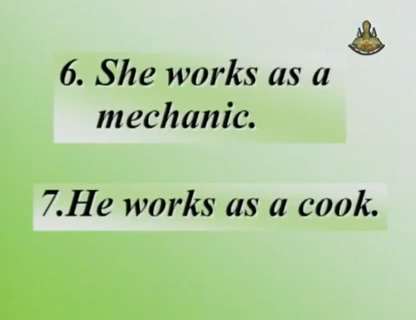 6. She works as a
mechanic.
7.He works as a cook.